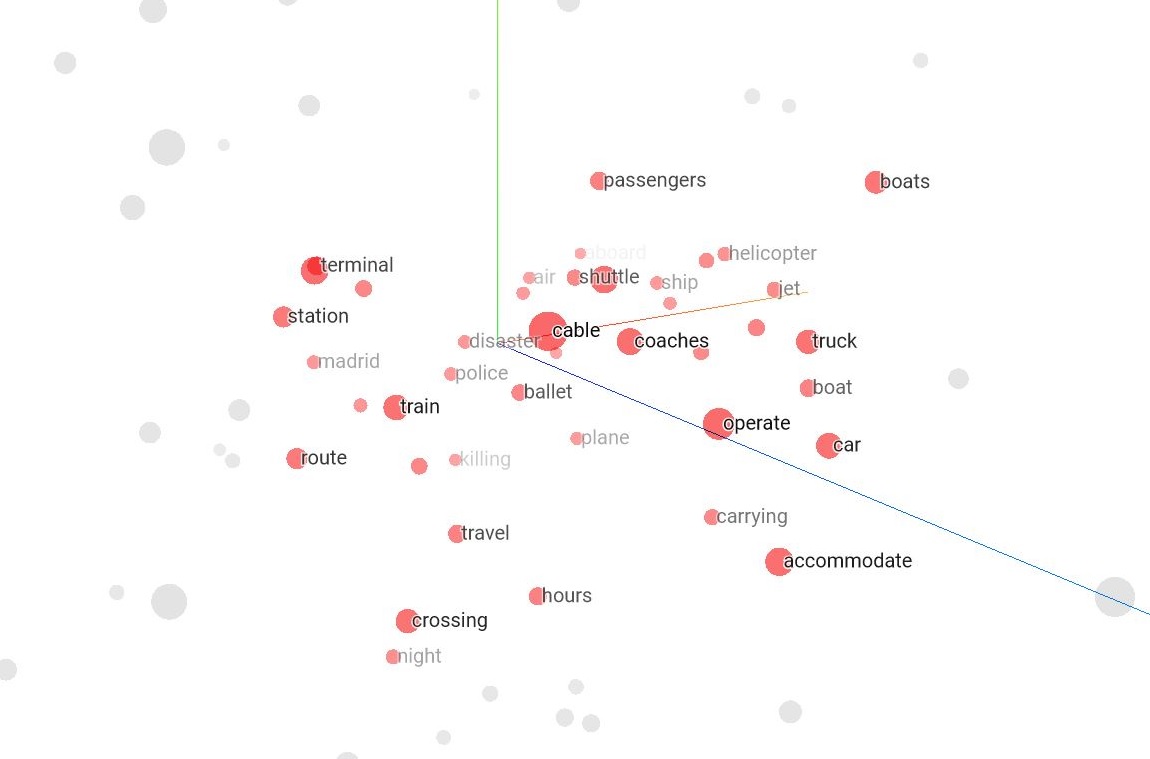 passengers
boats
aboard
helicopter
terminal
air
shuttle
ship
jet
station
cable
disaster
coaches
truck
madrid
police
boat
ballet
train
operate
plane
car
route
killing
carrying
travel
accommodate
hours
crossing
night